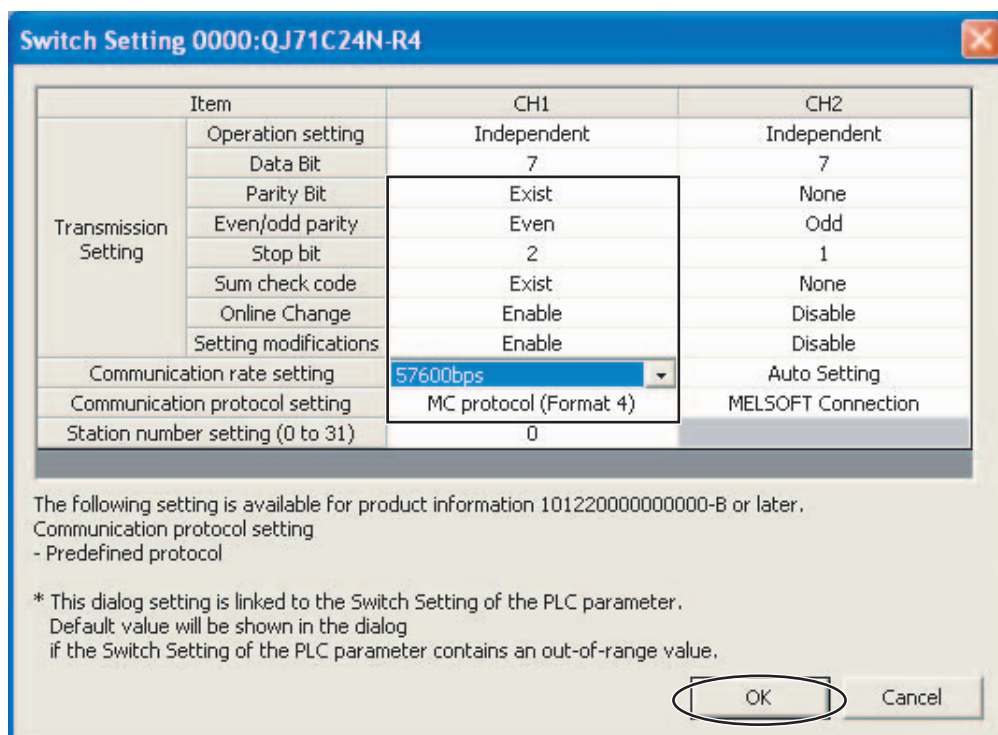 Switch Setting 0000:QJ71C24N-R4
Item CH1 CH2
Operation setting Independent Independent
Data Bit 7 7
Parity Bit Exist None
Transmission Setting Even/odd parity Even Odd
Stop bit 2 1
Sum check code Exist None
Online Change Enable Disable
Setting modifications Enable Disable
Communication rate setting 57600bps Auto Setting
Communication protocol setting MC protocol (Format 4) MELSOFT Connection
Station number setting (0 to 31) 0
The following setting is available for product information 101220000000000-B or later.
Communication protocol setting
- Predefined protocol
* This dialog setting is linked to the Switch Setting of the PLC parameter.
Default value will be shown in the dialog
if the Switch Setting of the PLC parameter contains an out-of-range value.
OK Cancel